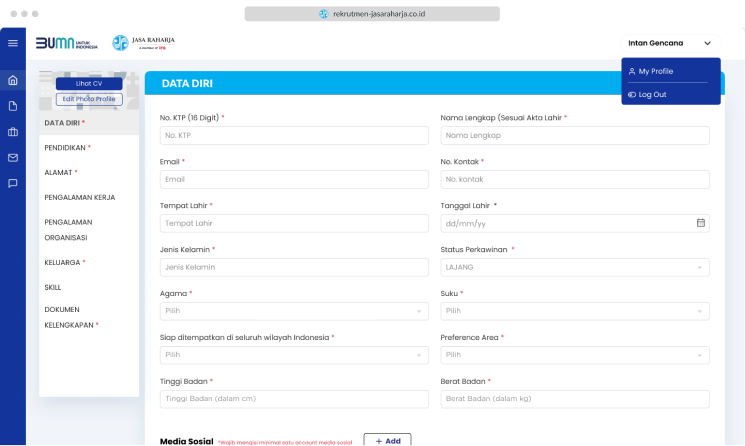 rekrutmen-jasaraharja.co.id
BUMN UNTUK INDONESIA
JASA RAHARJA
Intan Gencana
My Profile
Log Out
Lihat CV
Edit Photo Profile
DATA DIRI *
PENDIDIKAN *
ALAMAT *
PENGALAMAN KERJA
PENGALAMAN
ORGANISASI
KELUARGA *
SKILL
DOKUMEN
KELENGKAPAN *
DATA DIRI
No. KTP (16 Digit) *
Nama Lengkap (Sesuai Akta Lahir *
No. KTP
Nama Lengkap
Email *
No. Kontak *
Email
No. kontak
Tempat Lahir *
Tanggal Lahir *
Tempat Lahir
dd/mm/yy
Jenis Kelamin *
Status Perkawinan *
Jenis Kelamin
LAJANG
Agama *
Suku *
Pilih
Pilih
Siap ditempatkan di seluruh wilayah Indonesia *
Preference Area *
Pilih
Pilih
Tinggi Badan *
Berat Badan *
Tinggi Badan (dalam cm)
Berat Badan (dalam kg)
Media Sosial *Wajib mengisi minimal satu account media sosial
+ Add